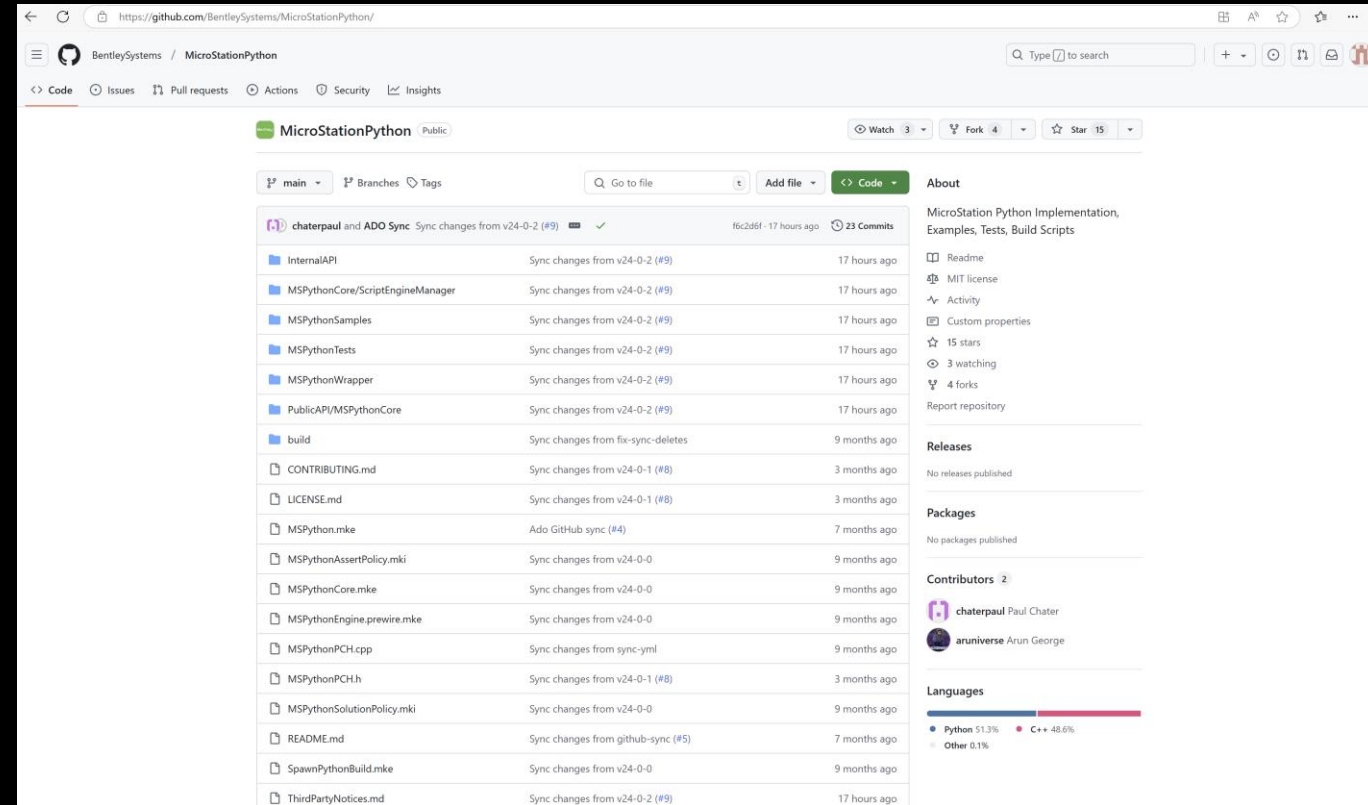 https://github.com/BentleySystems/MicroStationPython/
BentleySystems / MicroStationPython
Type / to search
Code Issues Pull requests Actions Security Insights
MicroStationPython Public
Watch 3 Fork 4 Star 15
main Branches Tags Go to file t Add file Code
chaterpaul and ADO Sync Sync changes from v24-0-2 (#9) f6c2d6f · 17 hours ago 23 Commits
InternalAPI Sync changes from v24-0-2 (#9) 17 hours ago
MSPythonCore/ScriptEngineManager Sync changes from v24-0-2 (#9) 17 hours ago
MSPythonSamples Sync changes from v24-0-2 (#9) 17 hours ago
MSPythonTests Sync changes from v24-0-2 (#9) 17 hours ago
MSPythonWrapper Sync changes from v24-0-2 (#9) 17 hours ago
PublicAPI/MSPythonCore Sync changes from v24-0-2 (#9) 17 hours ago
build Sync changes from fix-sync-deletes 9 months ago
CONTRIBUTING.md Sync changes from v24-0-1 (#8) 3 months ago
LICENSE.md Sync changes from v24-0-1 (#8) 3 months ago
MSPython.mke Ado GitHub sync (#4) 7 months ago
MSPythonAssertPolicy.mki Sync changes from v24-0-0 9 months ago
MSPythonCore.mke Sync changes from v24-0-0 9 months ago
MSPythonEngine.prewire.mke Sync changes from v24-0-0 9 months ago
MSPythonPCH.cpp Sync changes from sync-yml 9 months ago
MSPythonPCH.h Sync changes from v24-0-1 (#8) 3 months ago
MSPythonSolutionPolicy.mki Sync changes from v24-0-0 9 months ago
README.md Sync changes from github-sync (#5) 7 months ago
SpawnPythonBuild.mke Sync changes from v24-0-0 9 months ago
ThirdPartyNotices.md Sync changes from v24-0-2 (#9) 17 hours ago
About
MicroStation Python Implementation,
Examples, Tests, Build Scripts
Readme
MIT license
Activity
Custom properties
15 stars
3 watching
4 forks
Report repository
Releases
No releases published
Packages
No packages published
Contributors 2
chaterpaul Paul Chater
aruniverse Arun George
Languages
Python 51.3% C++ 48.6%
Other 0.1%